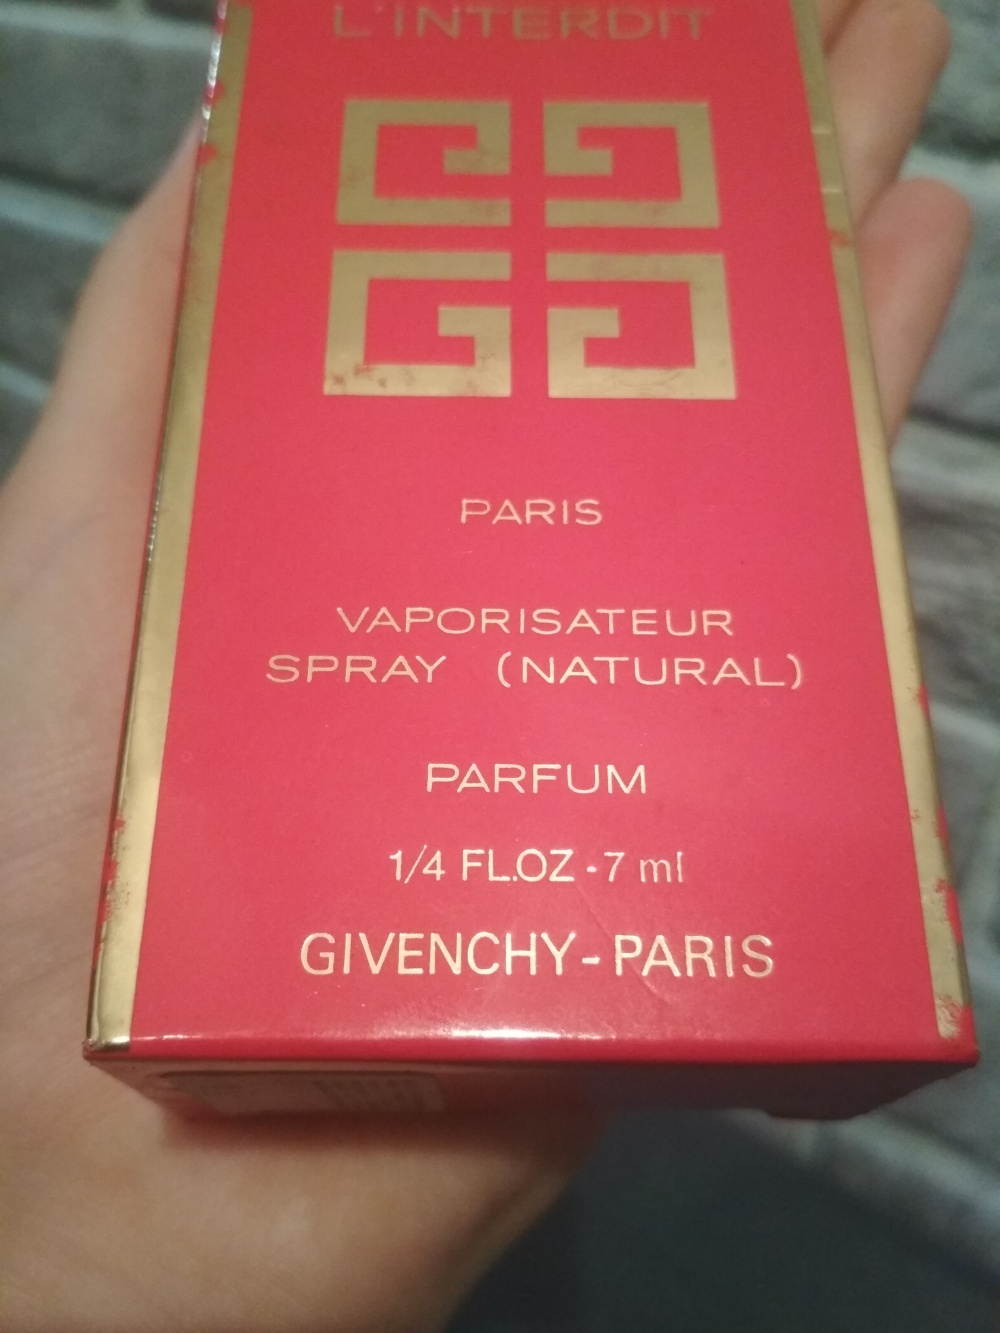 L'INTERDIT
PARIS
VAPORISATEUR
SPRAY (NATURAL)
PARFUM
1/4 FL.OZ - 7 ml
GIVENCHY - PARIS